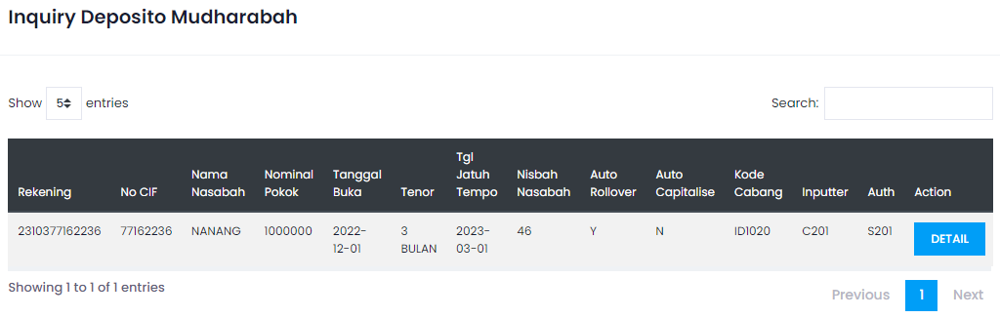 Inquiry Deposito Mudharabah
Show 5 entries
Search:
Rekening No CIF Nama Nasabah Nominal Pokok Tanggal Buka Tenor Tgl Jatuh Tempo Nisbah Nasabah Auto Rollover Auto Capitalise Kode Cabang Inputter Auth Action
2310377162236 77162236 NANANG 1000000 2022-12-01 3 BULAN 2023-03-01 46 Y N ID1020 C201 S201 DETAIL
Showing 1 to 1 of 1 entries
Previous 1 Next